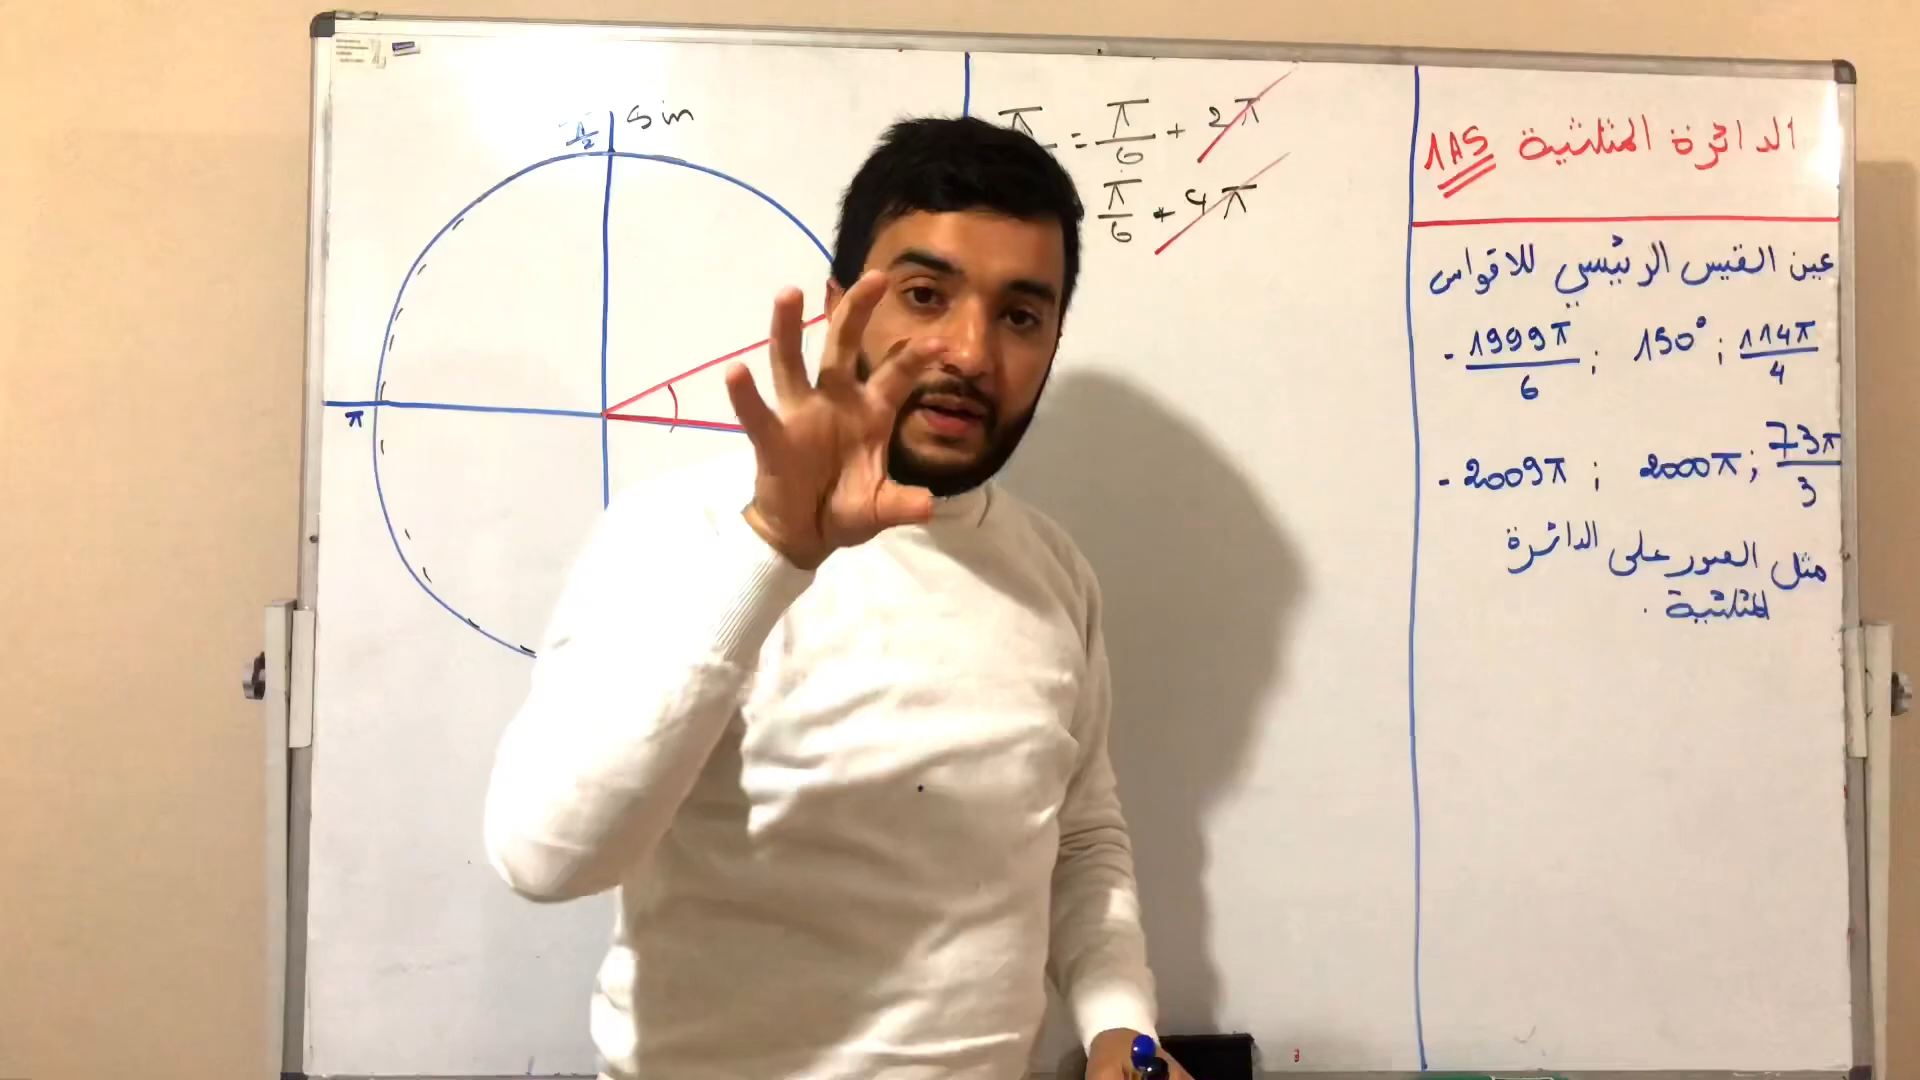 الدائرة المثلثية 1AS
عين القيس الرئيسي للاقواس
114π/4 ; 150° ; -1999π/6
73π/3 ; 2000π ; -2009π
مثل الصور على الدائرة
المثلثية .
π/2 sin
π
= π/6 + 2π
π/6 + 4π